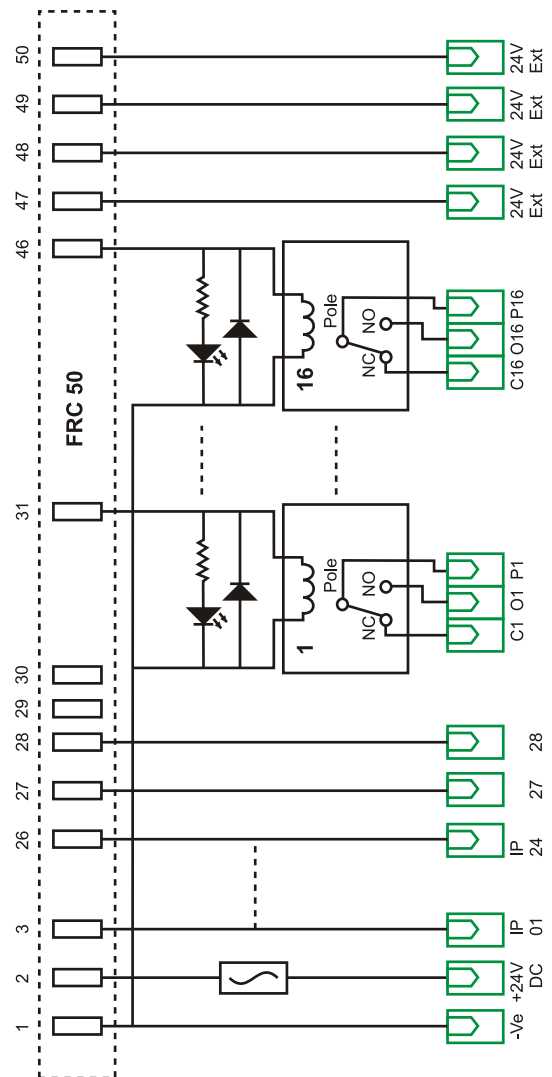 50
49
48
47
46
31
30
29
28
27
26
3
2
1
FRC 50
16
Pole
NO
NC
1
Pole
NO
NC
24V
Ext
24V
Ext
24V
Ext
24V
Ext
C16 O16 P16
C1 O1 P1
28
27
IP
24
IP
01
+24V
DC
-Ve